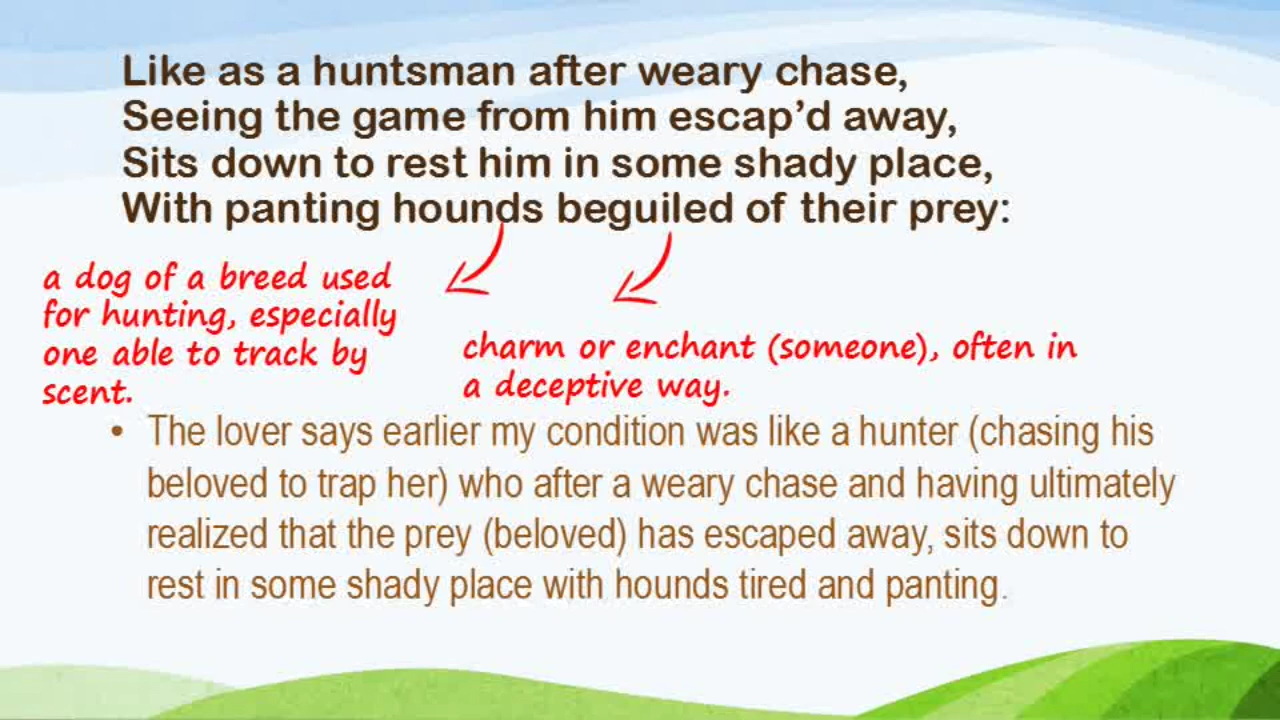 Like as a huntsman after weary chase,
Seeing the game from him escap’d away,
Sits down to rest him in some shady place,
With panting hounds beguiled of their prey:
a dog of a breed used
for hunting, especially
one able to track by
scent.
charm or enchant (someone), often in
a deceptive way.
• The lover says earlier my condition was like a hunter (chasing his
beloved to trap her) who after a weary chase and having ultimately
realized that the prey (beloved) has escaped away, sits down to
rest in some shady place with hounds tired and panting.